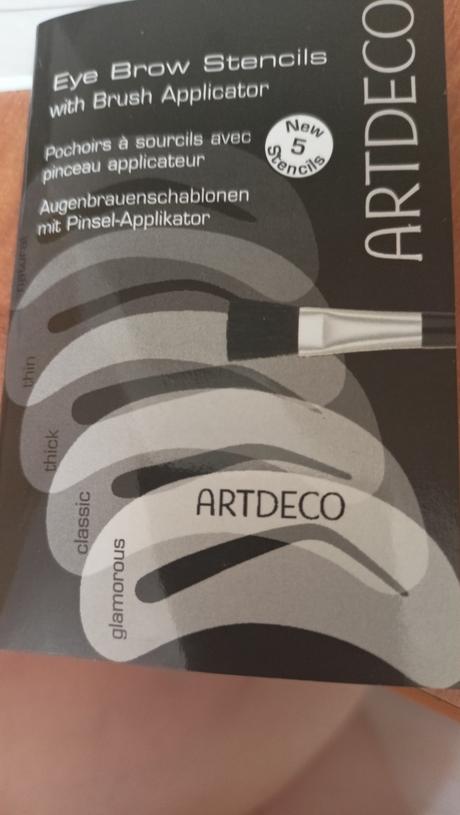 Eye Brow Stencils
with Brush Applicator
Pochoirs à sourcils avec
pinceau applicateur
Augenbrauenschablonen
mit Pinsel-Applikator
New
5
Stencils
ARTDECO
natural
thin
thick
classic
glamorous
ARTDECO